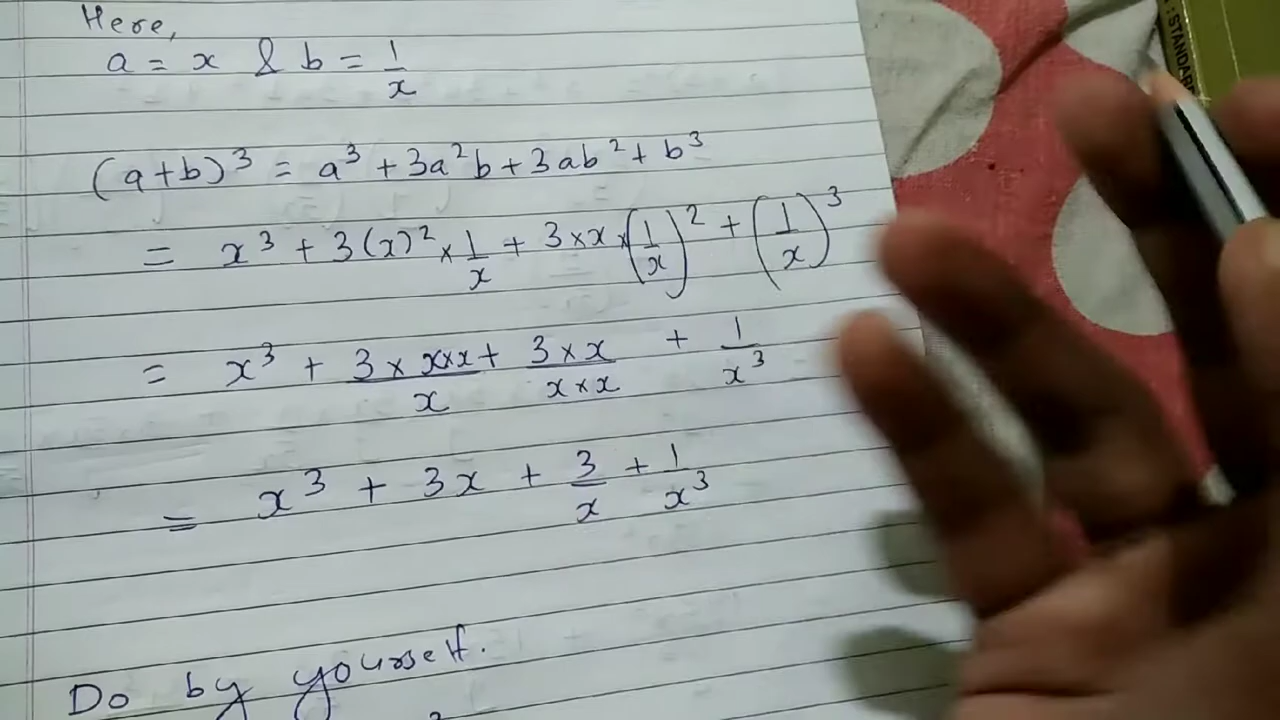 Here,
a = x & b = 1/x
(a+b)³ = a³ + 3a²b + 3ab² + b³
= x³ + 3(x)² × 1/x + 3 × x × (1/x)² + (1/x)³
= x³ + 3 × x × x / x + 3 × x / x × x + 1/x³
= x³ + 3x + 3/x + 1/x³
Do by yourself.
: STANDAR